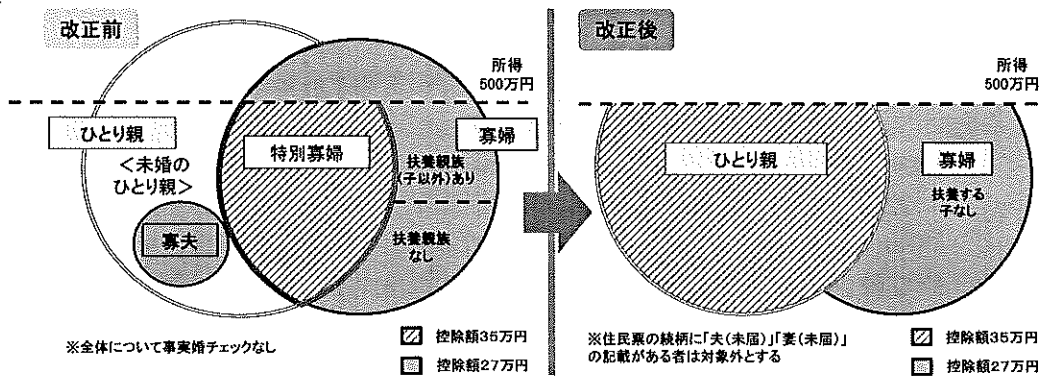 改正前
所得
500万円
ひとり親
<未婚の
ひとり親>
特別寡婦
寡婦
扶養親族
(子以外)あり
扶養親族
なし
寡夫
※全体について事実婚チェックなし
控除額35万円
控除額27万円
改正後
所得
500万円
ひとり親
寡婦
扶養する
子なし
※住民票の続柄に「夫(未届)」「妻(未届)」
の記載がある者は対象外とする
控除額35万円
控除額27万円